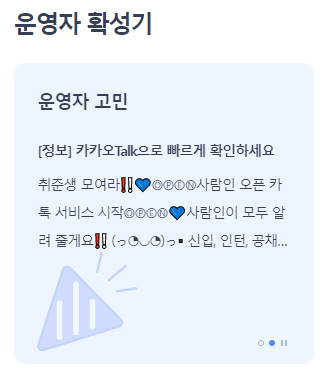 운영자 확성기
운영자 고민
[정보] 카카오Talk으로 빠르게 확인하세요
취준생 모여라‼️💙ⓄⓅⒺⓃ사람인 오픈 카
톡 서비스 시작ⓄⓅⒺⓃ💙사람인이 모두 알
려 줄게요‼️ (っ◔◡◔)っ▪ 신입, 인턴, 공채...